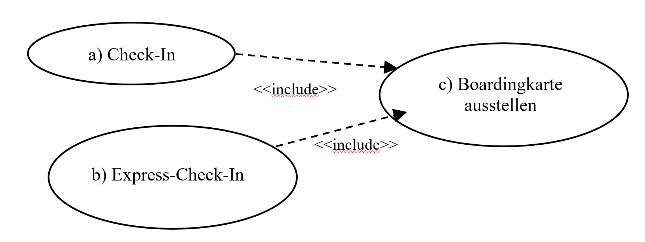 a) Check-In
<<include>>
c) Boardingkarte
ausstellen
<<include>>
b) Express-Check-In